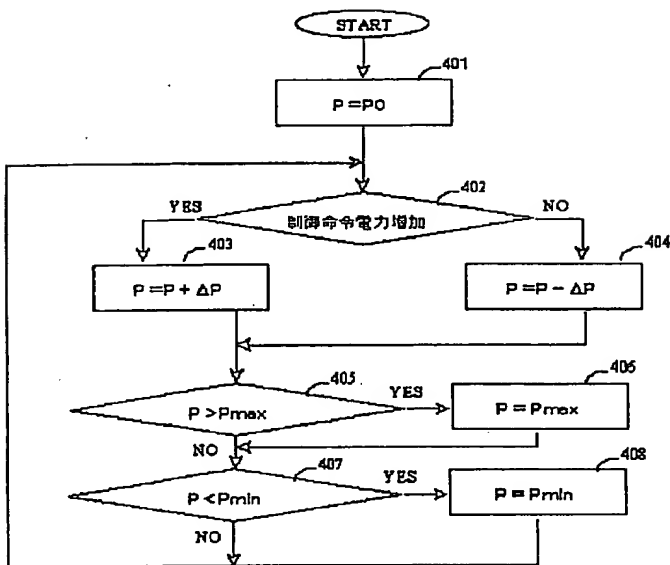 START
401
P=P0
402
YES
制御命令電力増加
NO
403
404
P=P+ΔP
P=P-ΔP
405
406
P>Pmax
YES
P=Pmax
NO
407
408
P<Pmin
YES
P=Pmin
NO